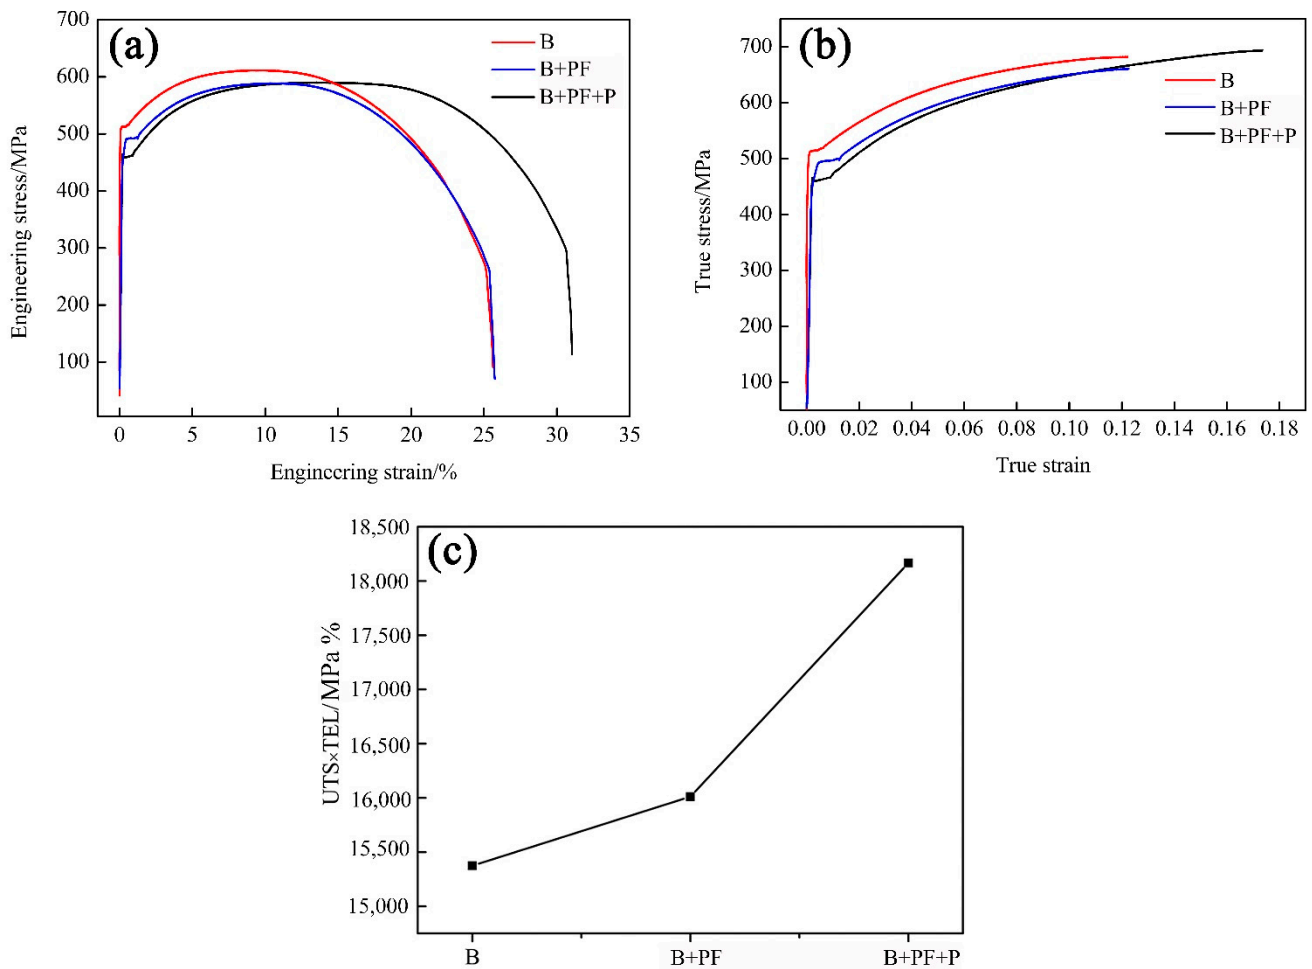 (a)
B
B+PF
B+PF+P
700
600
500
400
300
200
100
Engineering stress/MPa
0 5 10 15 20 25 30 35
Engineering strain/%
(b)
B
B+PF
B+PF+P
700
600
500
400
300
200
100
True stress/MPa
0.00 0.02 0.04 0.06 0.08 0.10 0.12 0.14 0.16 0.18
True strain
(c)
18,500
18,000
17,500
17,000
16,500
16,000
15,500
15,000
UTS×TEL/MPa %
B B+PF B+PF+P